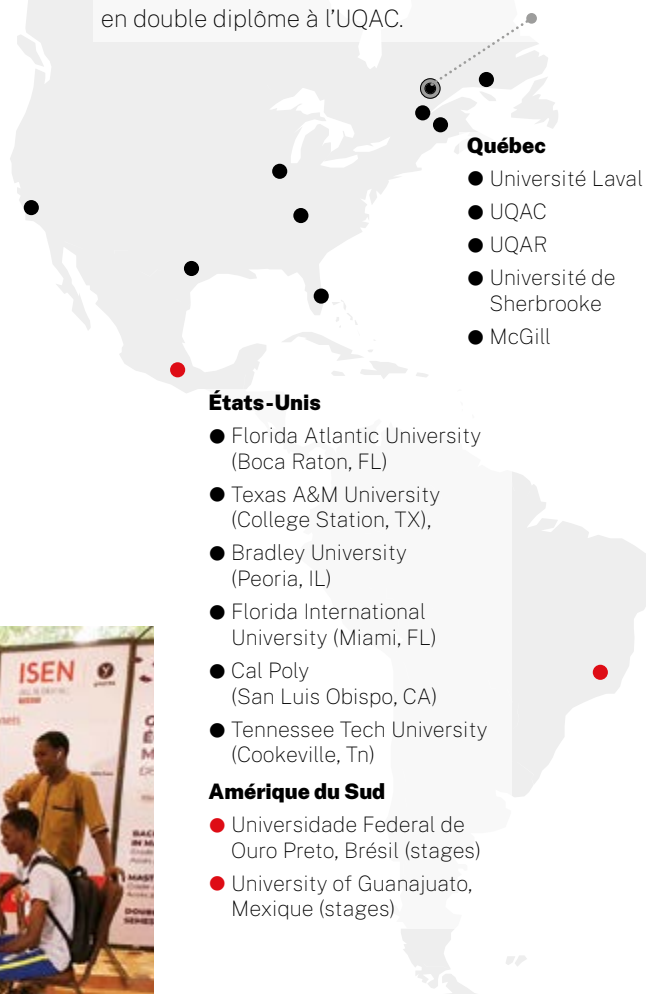 en double diplôme à l'UQAC.
Québec
● Université Laval
● UQAC
● UQAR
● Université de
Sherbrooke
● McGill
États-Unis
● Florida Atlantic University
(Boca Raton, FL)
● Texas A&M University
(College Station, TX),
● Bradley University
(Peoria, IL)
● Florida International
University (Miami, FL)
● Cal Poly
(San Luis Obispo, CA)
● Tennessee Tech University
(Cookeville, Tn)
Amérique du Sud
● Universidade Federal de
Ouro Preto, Brésil (stages)
● University of Guanajuato,
Mexique (stages)
ISEN